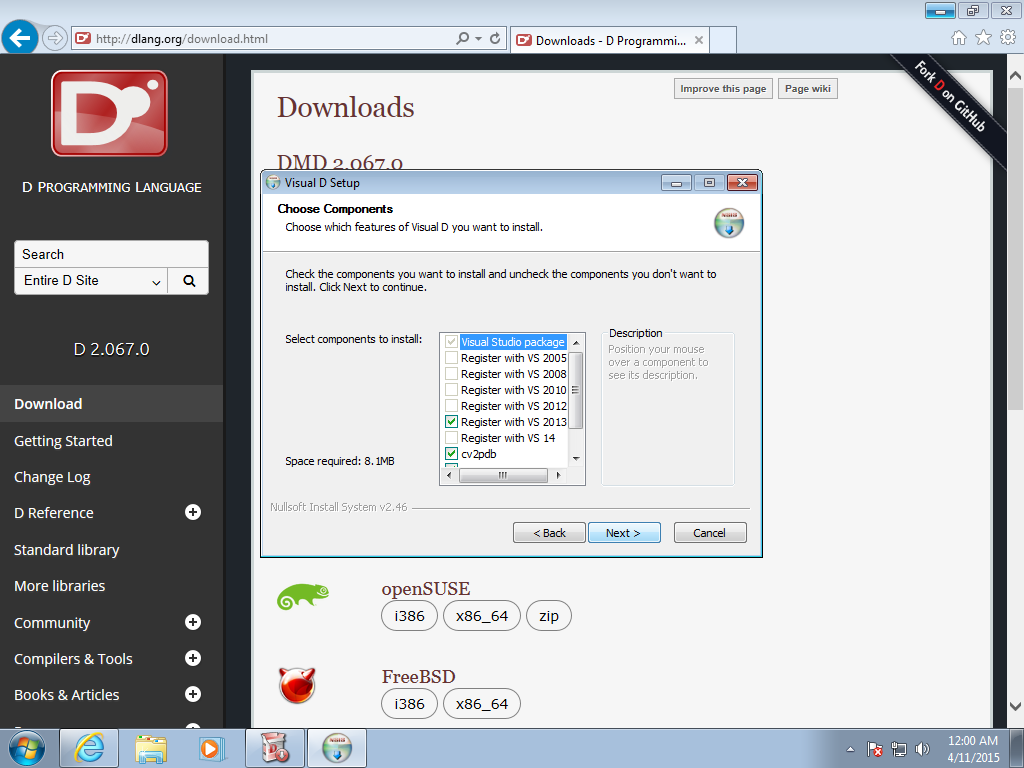 http://dlang.org/download.html
Downloads - D Programmi...
D PROGRAMMING LANGUAGE
Search
Entire D Site
D 2.067.0
Download
Getting Started
Change Log
D Reference
Standard library
More libraries
Community
Compilers & Tools
Books & Articles
Improve this page
Page wiki
Fork D on GitHub
Downloads
DMD 2.067.0
Visual D Setup
Choose Components
Choose which features of Visual D you want to install.
Check the components you want to install and uncheck the components you don't want to
install. Click Next to continue.
Select components to install:
Visual Studio package
Register with VS 2005
Register with VS 2008
Register with VS 2010
Register with VS 2012
Register with VS 2013
Register with VS 14
cv2pdb
Space required: 8.1MB
Description
Position your mouse
over a component to
see its description.
Nullsoft Install System v2.46
< Back
Next >
Cancel
openSUSE
i386
x86_64
zip
FreeBSD
i386
x86_64
12:00 AM
4/11/2015